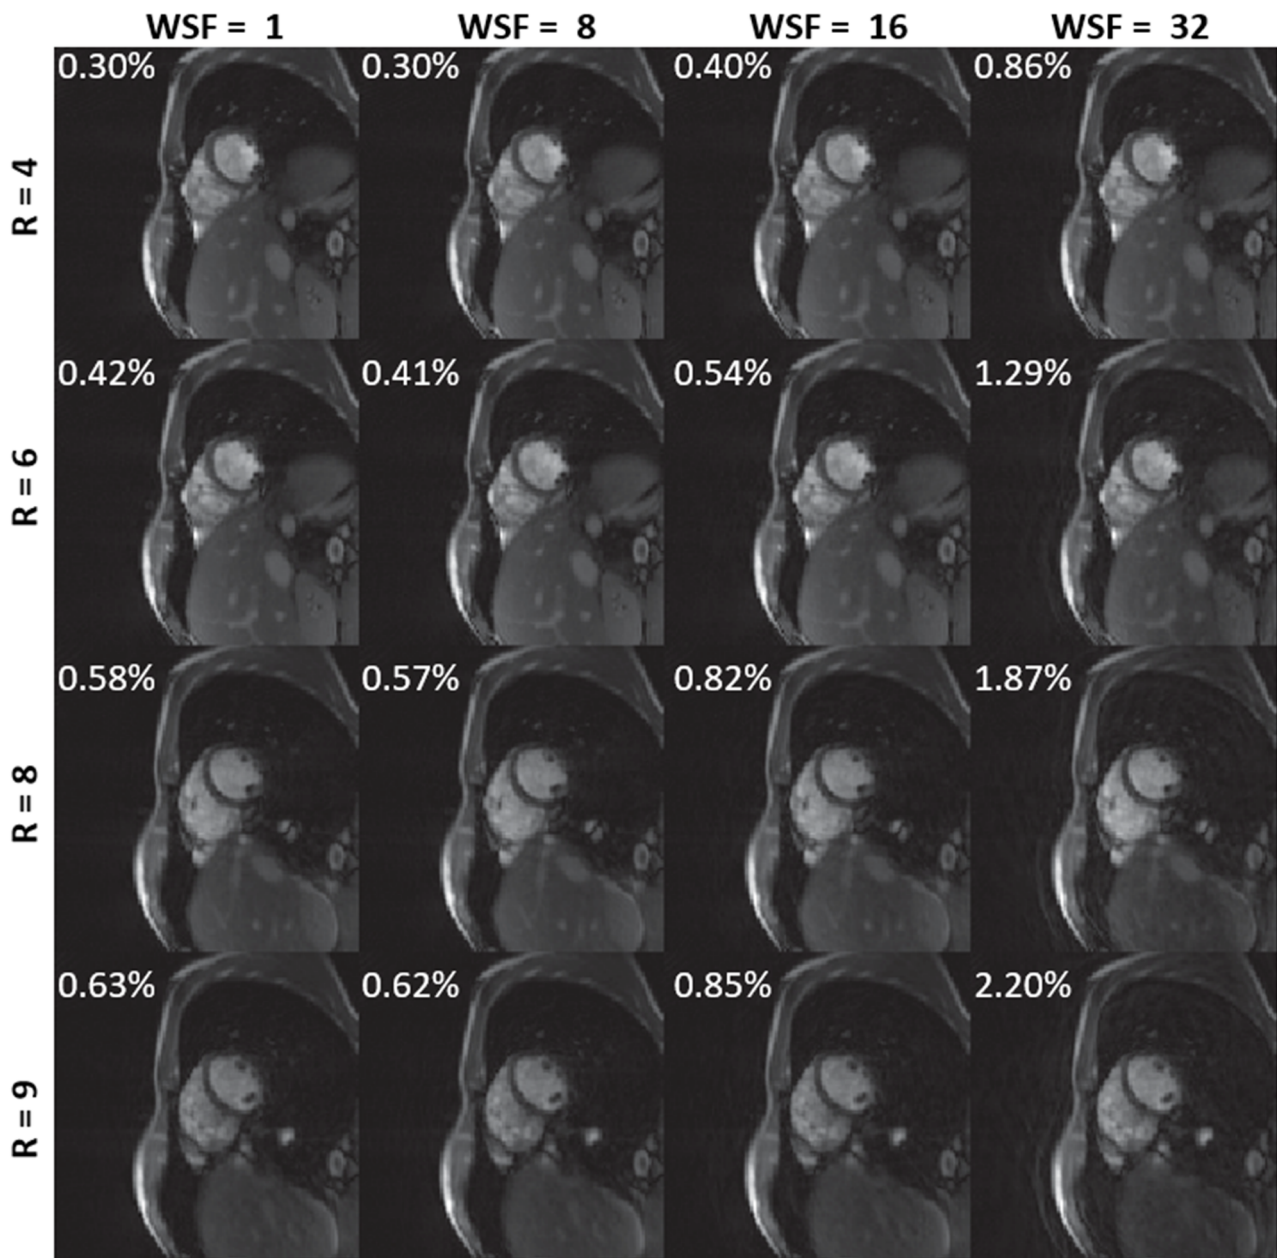 WSF = 1 WSF = 8 WSF = 16 WSF = 32
R = 4 0.30% 0.30% 0.40% 0.86%
R = 6 0.42% 0.41% 0.54% 1.29%
R = 8 0.58% 0.57% 0.82% 1.87%
R = 9 0.63% 0.62% 0.85% 2.20%